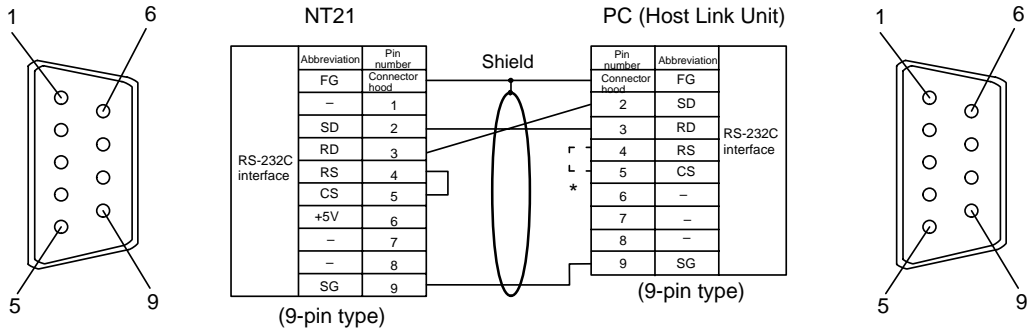 NT21
PC (Host Link Unit)
1
6
5
9
Abbreviation
Pin number
FG
Connector hood
–
1
SD
2
RD
3
RS
4
CS
5
+5V
6
–
7
–
8
SG
9
RS-232C interface
(9-pin type)
Shield
*
Pin number
Abbreviation
Connector hood
FG
2
SD
3
RD
4
RS
5
CS
6
–
7
–
8
–
9
SG
RS-232C interface
(9-pin type)
1
6
5
9